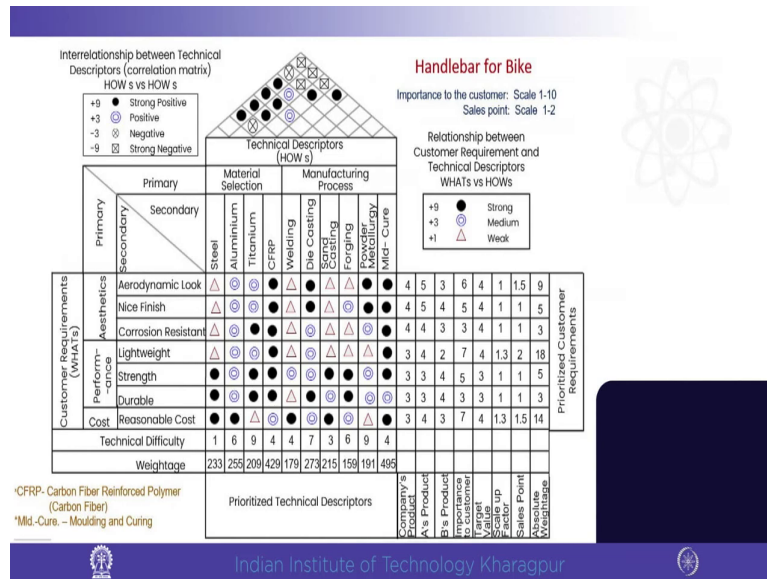 Interrelationship between Technical
Descriptors (correlation matrix)
HOW s vs HOW s
+9 Strong Positive
+3 Positive
-3 Negative
-9 Strong Negative
Handlebar for Bike
Importance to the customer: Scale 1-10
Sales point: Scale 1-2
Relationship between
Customer Requirement and
Technical Descriptors
WHATs vs HOWs
+9 Strong
+3 Medium
+1 Weak
Technical Descriptors
(HOW s)
Primary
Material
Selection
Manufacturing
Process
Secondary
Primary
Secondary
Steel
Aluminium
Titanium
CFRP
Welding
Die Casting
Sand
Casting
Forging
Powder
Metallurgy
Mld- Cure
Customer Requirements
(WHATs)
Aesthetics
Aerodynamic Look 4 5 3 6 4 1 1.5 9
Nice Finish 4 5 4 5 4 1 1 5
Corrosion Resistant 4 4 3 3 4 1 1 3
Perform-
ance
Lightweight 3 4 2 7 4 1.3 2 18
Strength 3 3 4 5 3 1 1 5
Durable 3 3 4 3 3 1 1 3
Cost Reasonable Cost 3 4 3 7 4 1.3 1.5 14
Prioritized Customer
Requirements
Technical Difficulty 1 6 9 4 4 7 3 6 9 4
Weightage 233 255 209 429 179 273 215 159 191 495
Prioritized Technical Descriptors
Company's
Product
A's Product
B's Product
Importance
to customer
Target
Value
Scale up
Factor
Sales Point
Absolute
Weightage
*CFRP- Carbon Fiber Reinforced Polymer
(Carbon Fiber)
*Mld.-Cure. – Moulding and Curing
Indian Institute of Technology Kharagpur